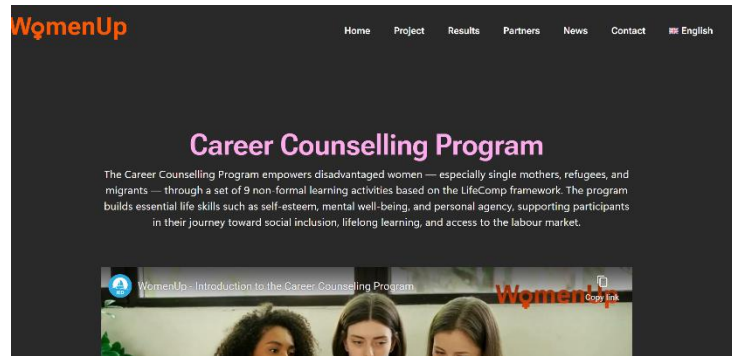 WomenUp
Home Project Results Partners News Contact English
Career Counselling Program
The Career Counselling Program empowers disadvantaged women — especially single mothers, refugees, and
migrants — through a set of 9 non-formal learning activities based on the LifeComp framework. The program
builds essential life skills such as self-esteem, mental well-being, and personal agency, supporting participants
in their journey toward social inclusion, lifelong learning, and access to the labour market.
WomenUp - Introduction to the Career Counseling Program
WomenUp
Copy link